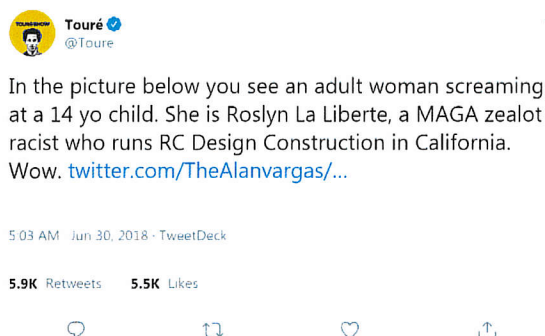 TOURÉSHOW
Touré
@Toure
In the picture below you see an adult woman screaming
at a 14 yo child. She is Roslyn La Liberte, a MAGA zealot
racist who runs RC Design Construction in California.
Wow. twitter.com/TheAlanvargas/...
5:03 AM Jun 30, 2018 · TweetDeck
5.9K Retweets 5.5K Likes